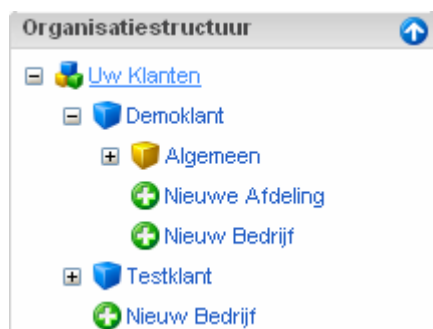 Organisatiestructuur
Uw Klanten
Demoklant
Algemeen
Nieuwe Afdeling
Nieuw Bedrijf
Testklant
Nieuw Bedrijf